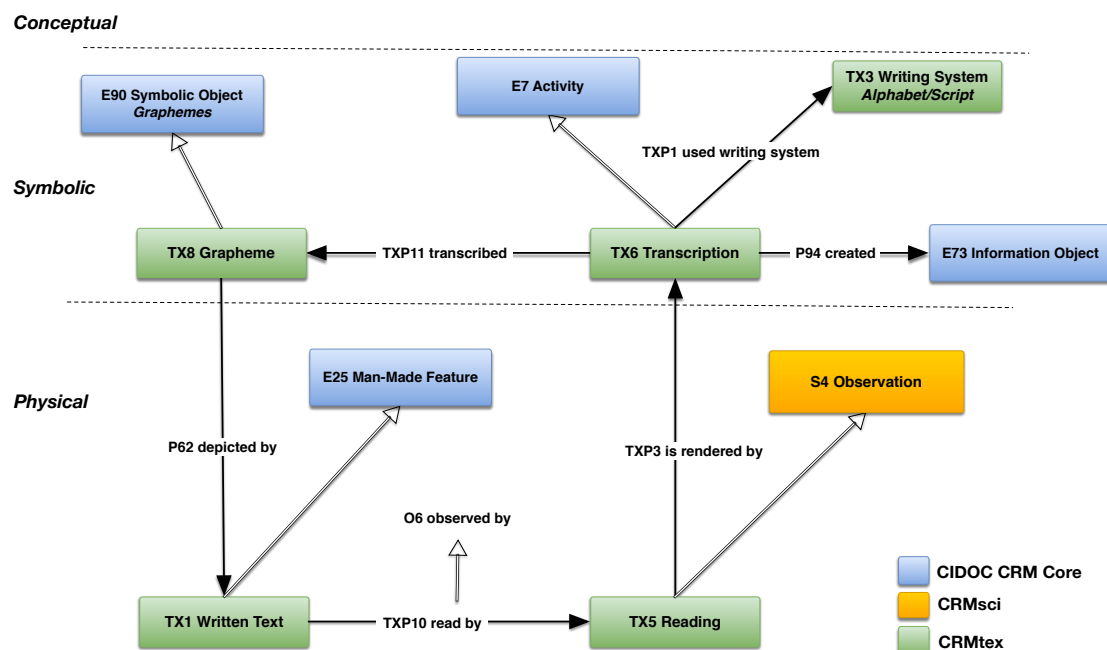 Conceptual
E90 Symbolic Object
Graphemes
E7 Activity
TX3 Writing System
Alphabet/Script
TXP1 used writing system
Symbolic
TX8 Grapheme
TXP11 transcribed
TX6 Transcription
P94 created
E73 Information Object
E25 Man-Made Feature
S4 Observation
Physical
P62 depicted by
TXP3 is rendered by
O6 observed by
TX1 Written Text
TXP10 read by
TX5 Reading
CIDOC CRM Core
CRMsci
CRMtex